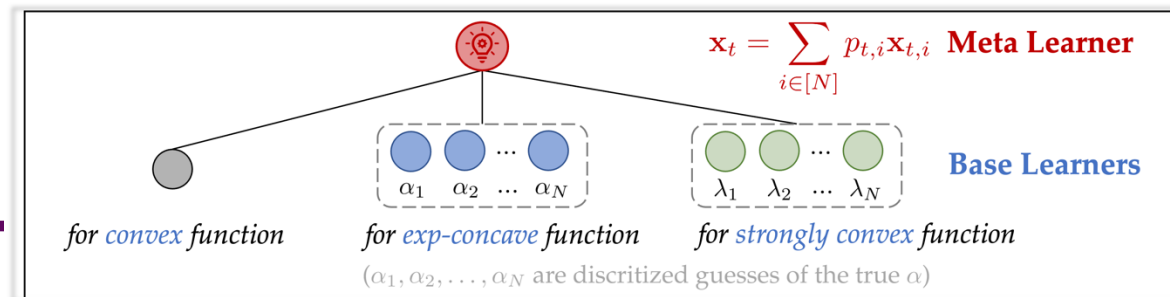 x_t = ∑_{i∈[N]} p_{t,i} x_{t,i} Meta Learner
... ...
Base Learners
α_1 α_2 ... α_N λ_1 λ_2 ... λ_N
for convex function for exp-concave function for strongly convex function
(α_1, α_2, . . . , α_N are discritized guesses of the true α)